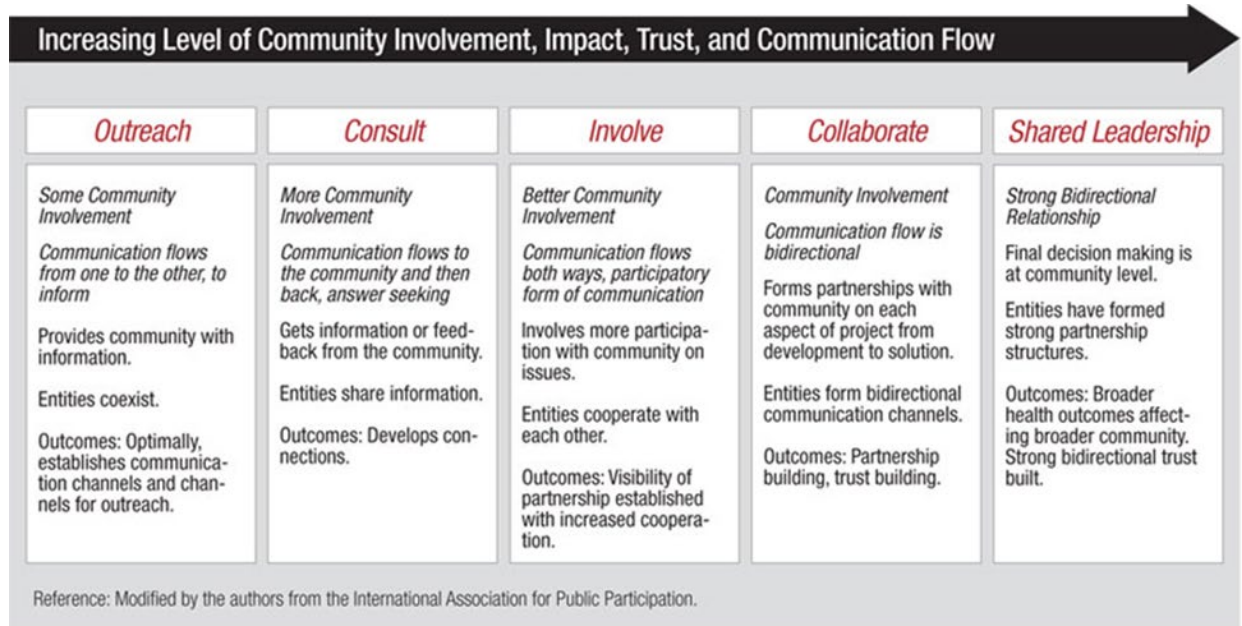 Increasing Level of Community Involvement, Impact, Trust, and Communication Flow
Outreach
Some Community
Involvement
Communication flows
from one to the other, to
inform
Provides community with
information.
Entities coexist.
Outcomes: Optimally,
establishes communica-
tion channels and chan-
nels for outreach.
Consult
More Community
Involvement
Communication flows to
the community and then
back, answer seeking
Gets information or feed-
back from the community.
Entities share information.
Outcomes: Develops con-
nections.
Involve
Better Community
Involvement
Communication flows
both ways, participatory
form of communication
Involves more participa-
tion with community on
issues.
Entities cooperate with
each other.
Outcomes: Visibility of
partnership established
with increased coopera-
tion.
Collaborate
Community Involvement
Communication flow is
bidirectional
Forms partnerships with
community on each
aspect of project from
development to solution.
Entities form bidirectional
communication channels.
Outcomes: Partnership
building, trust building.
Shared Leadership
Strong Bidirectional
Relationship
Final decision making is
at community level.
Entities have formed
strong partnership
structures.
Outcomes: Broader
health outcomes affect-
ing broader community.
Strong bidirectional trust
built.
Reference: Modified by the authors from the International Association for Public Participation.